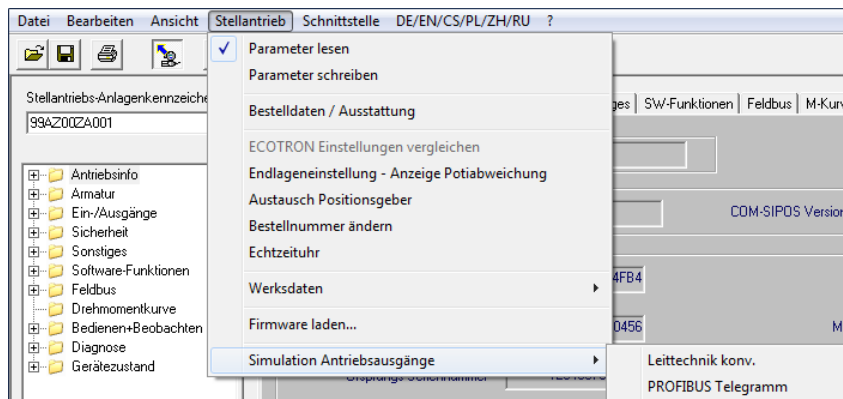 Datei Bearbeiten Ansicht Stellantrieb Schnittstelle DE/EN/CS/PL/ZH/RU ?
Parameter lesen
Parameter schreiben
Bestelldaten / Ausstattung
ECOTRON Einstellungen vergleichen
Endlageneinstellung - Anzeige Potiabweichung
Austausch Positionsgeber
Bestellnummer ändern
Echtzeituhr
Werksdaten
Firmware laden...
Simulation Antriebsausgänge
Leittechnik konv.
PROFIBUS Telegramm
Stellantriebs-Anlagenkennzeiche
99AZ00ZA001
Antriebsinfo
Armatur
Ein-/Ausgänge
Sicherheit
Sonstiges
Software-Funktionen
Feldbus
Drehmomentkurve
Bedienen+Beobachten
Diagnose
Gerätezustand
ges SW-Funktionen Feldbus M-Kurv
COM-SIPOS Version
4FB4
0456 M